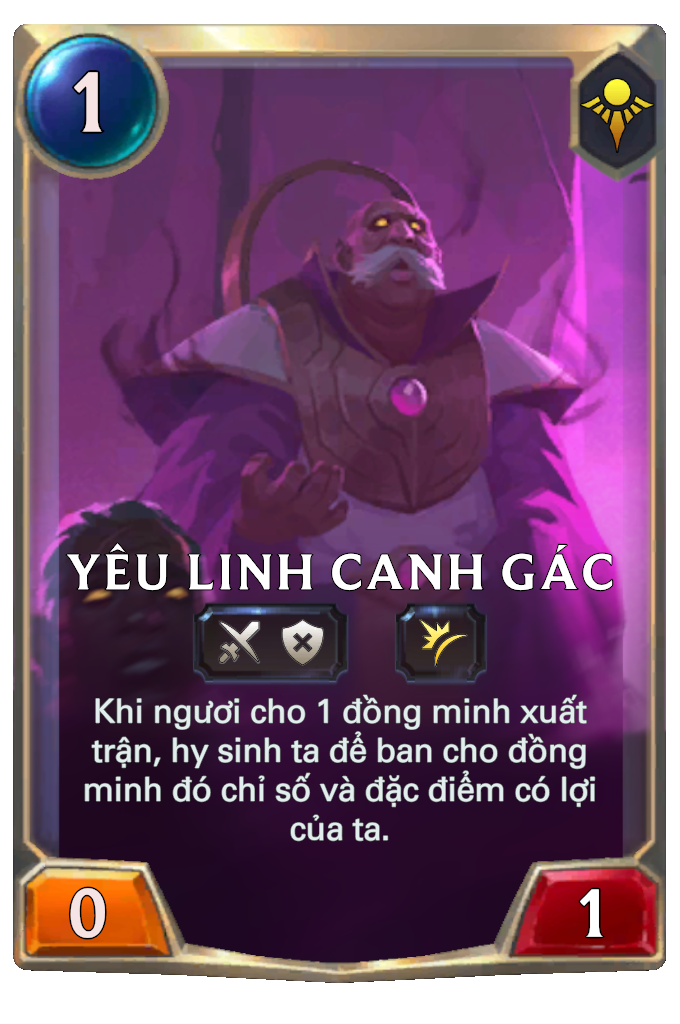 1
YÊU LINH CANH GÁC
Khi ngươi cho 1 đồng minh xuất
trận, hy sinh ta để ban cho đồng
minh đó chỉ số và đặc điểm có lợi
của ta.
0
1